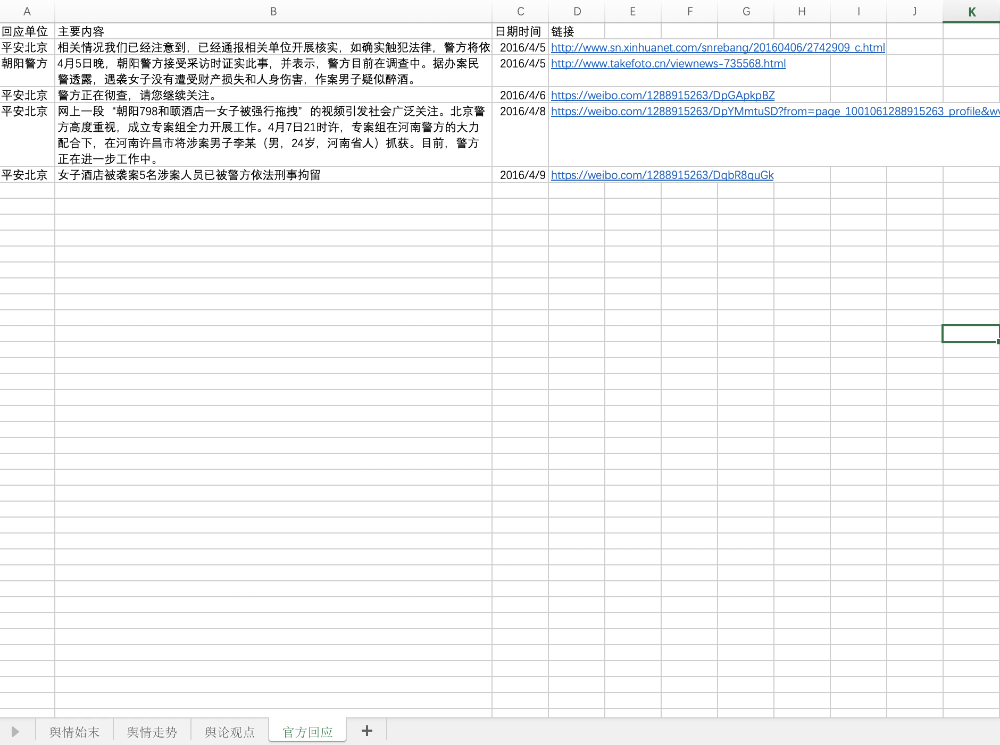 A B C D E F G H I J K
回应单位 主要内容 日期时间 链接
平安北京 相关情况我们已经注意到，已经通报相关单位开展核实，如确实触犯法律，警方将依 2016/4/5 http://www.sn.xinhuanet.com/snrebang/20160406/2742909_c.html
朝阳警方 4月5日晚，朝阳警方接受采访时证实此事，并表示，警方目前在调查中。据办案民 2016/4/5 http://www.takefoto.cn/viewnews-735568.html
警透露，遇袭女子没有遭受财产损失和人身伤害，作案男子疑似醉酒。
平安北京 警方正在彻查，请您继续关注。 2016/4/6 https://weibo.com/1288915263/DpGApkpBZ
平安北京 网上一段“朝阳798和颐酒店一女子被强行拖拽”的视频引发社会广泛关注。北京警 2016/4/8 https://weibo.com/1288915263/DpYMmtuSD?from=page_1001061288915263_profile&wv
方高度重视，成立专案组全力开展工作。4月7日21时许，专案组在河南警方的大力
配合下，在河南许昌市将涉案男子李某（男，24岁，河南省人）抓获。目前，警方
正在进一步工作中。
平安北京 女子酒店被袭案5名涉案人员已被警方依法刑事拘留 2016/4/9 https://weibo.com/1288915263/DqbR8quGk
舆情始末 舆情走势 舆论观点 官方回应 +